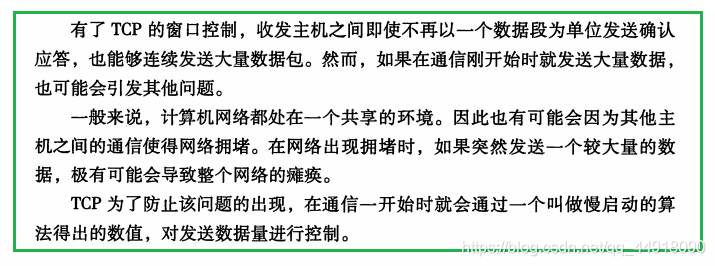 有了 TCP 的窗口控制，收发主机之间即使不再以一个数据段为单位发送确认
应答，也能够连续发送大量数据包。然而，如果在通信刚开始时就发送大量数据，
也可能会引发其他问题。
一般来说，计算机网络都处在一个共享的环境。因此也有可能会因为其他主
机之间的通信使得网络拥堵。在网络出现拥堵时，如果突然发送一个较大量的数
据，极有可能会导致整个网络的瘫痪。
TCP 为了防止该问题的出现，在通信一开始时就会通过一个叫做慢启动的算
法得出的数值，对发送数据量进行控制。
https://blog.csdn.net/qq_44918090